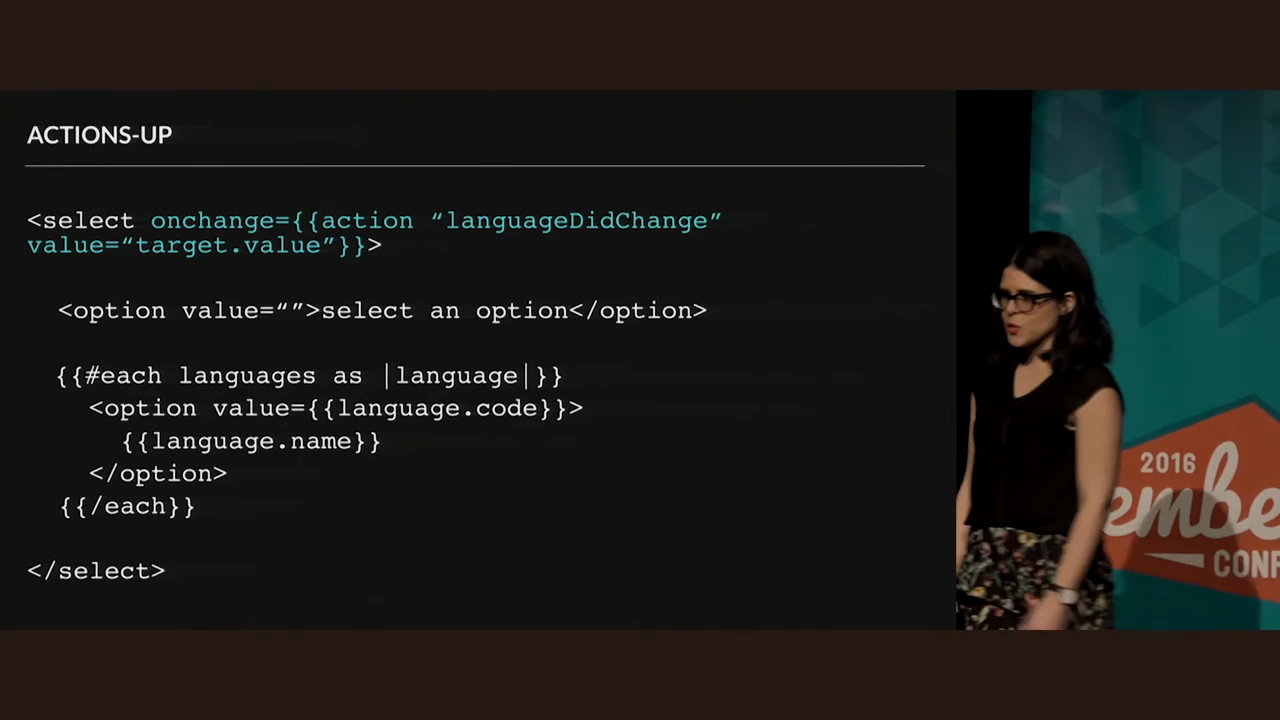 ACTIONS-UP
<select onchange={{action “languageDidChange”
value=“target.value”}}>
<option value=“”>select an option</option>
{{#each languages as |language|}}
<option value={{language.code}}>
{{language.name}}
</option>
{{/each}}
</select>
2016
ember
CONF